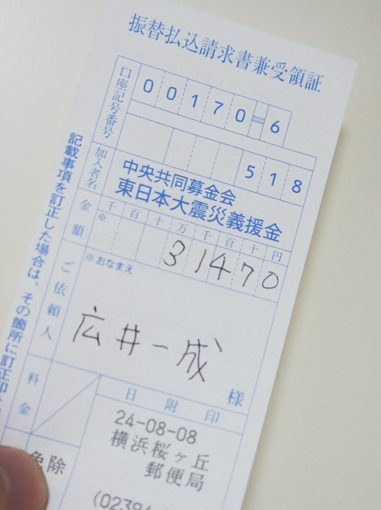 振替払込請求書兼受領証
口座記号番号
00170=6
518
加入者名
中央共同募金会
東日本大震災義援金
金額
千百十万千百十円
※
31470
ご依頼人
※おなまえ
広井一成
様
料金
日附印
24-08-08
横浜桜ヶ丘
郵便局
免除
記載事項を訂正した場合は、その箇所に訂正印